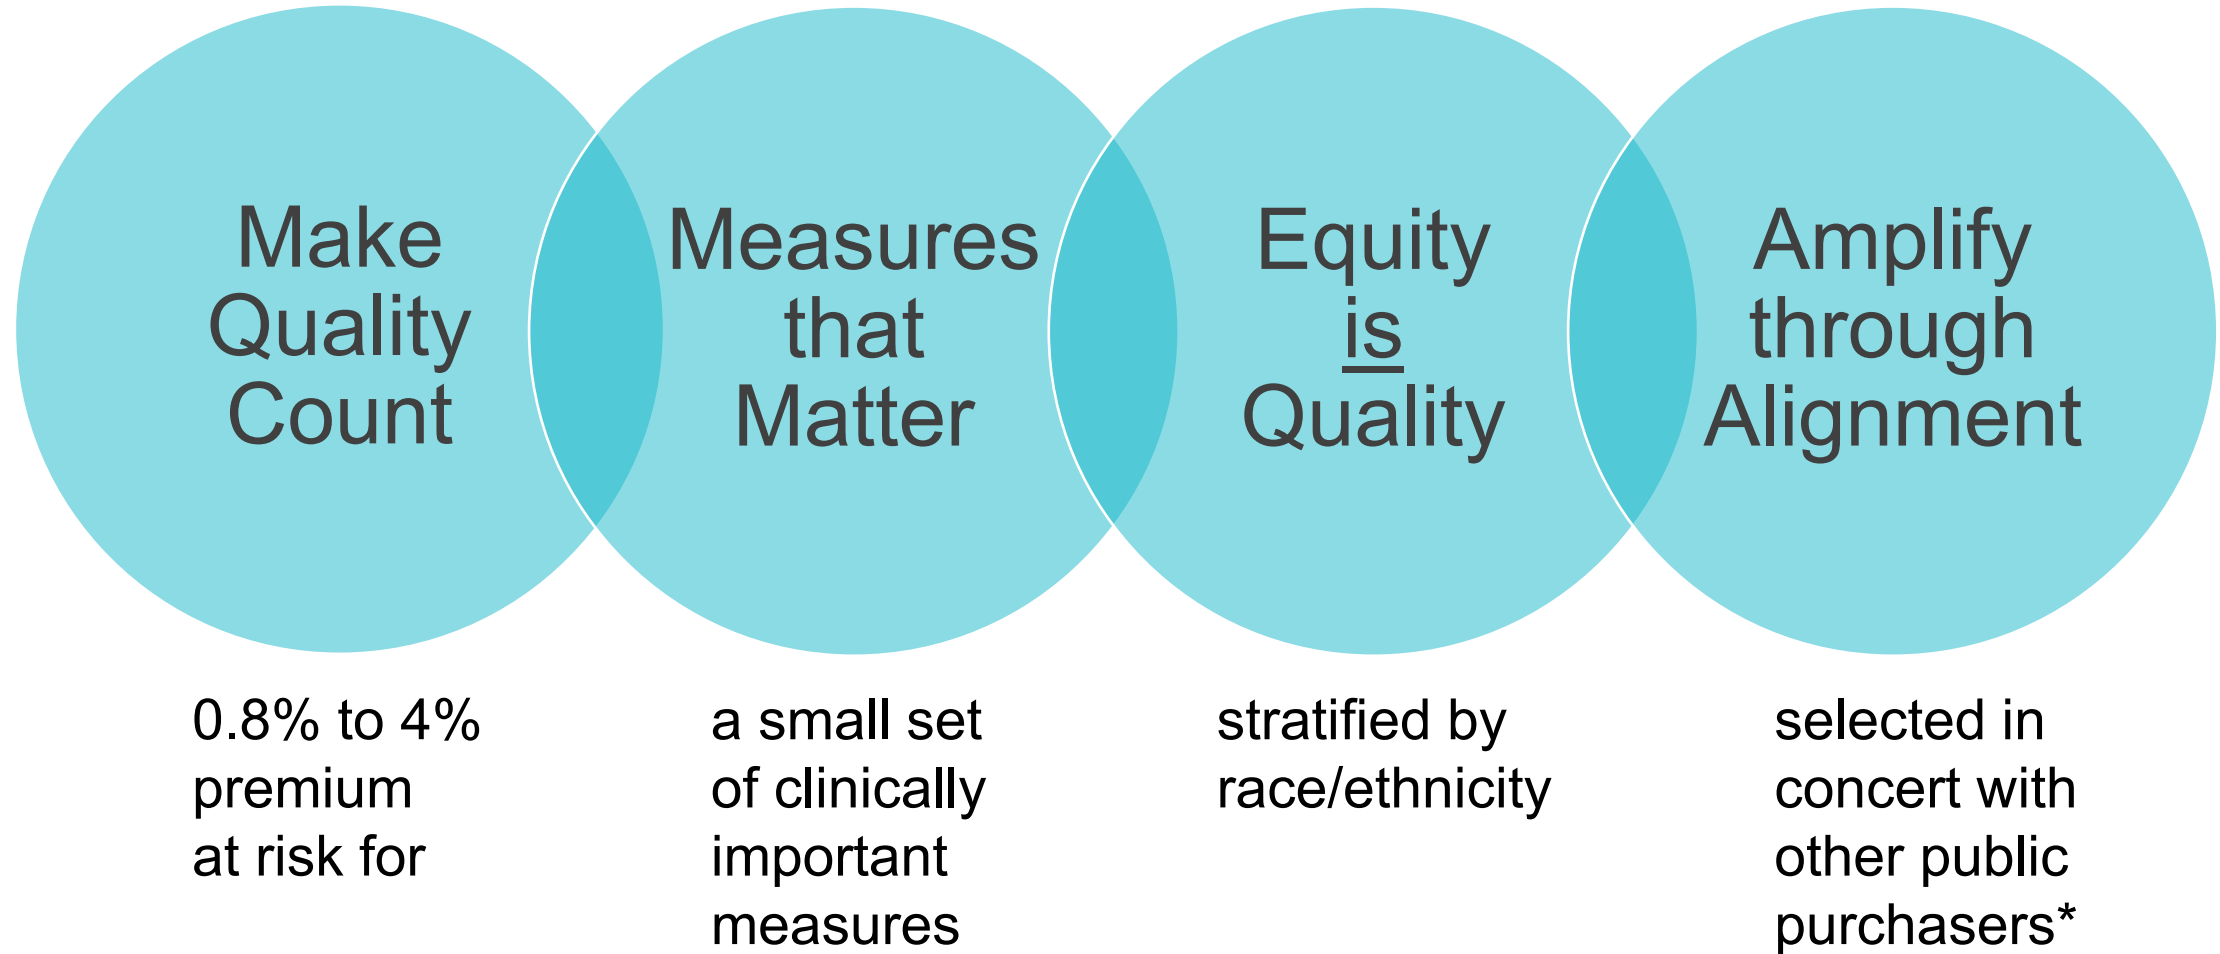 Make
Quality
Count
Measures
that
Matter
Equity
is
Quality
Amplify
through
Alignment
0.8% to 4%
premium
at risk for
a small set
of clinically
important
measures
stratified by
race/ethnicity
selected in
concert with
other public
purchasers*